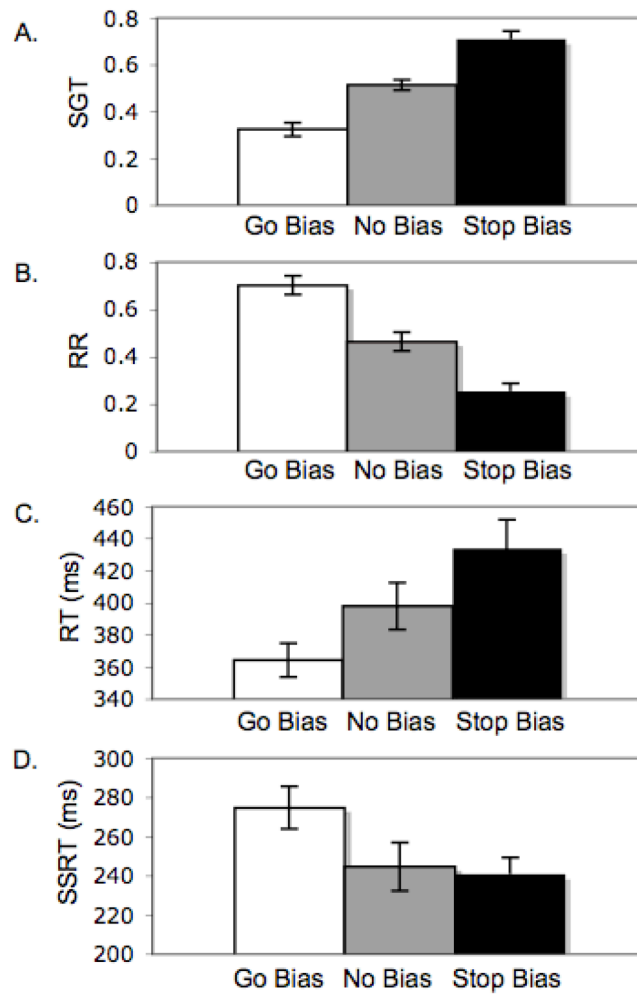 A.
SGT
0.8
0.6
0.4
0.2
0
Go Bias No Bias Stop Bias
B.
RR
0.8
0.6
0.4
0.2
0
Go Bias No Bias Stop Bias
C.
RT (ms)
460
440
420
400
380
360
340
Go Bias No Bias Stop Bias
D.
SSRT (ms)
300
280
260
240
220
200
Go Bias No Bias Stop Bias